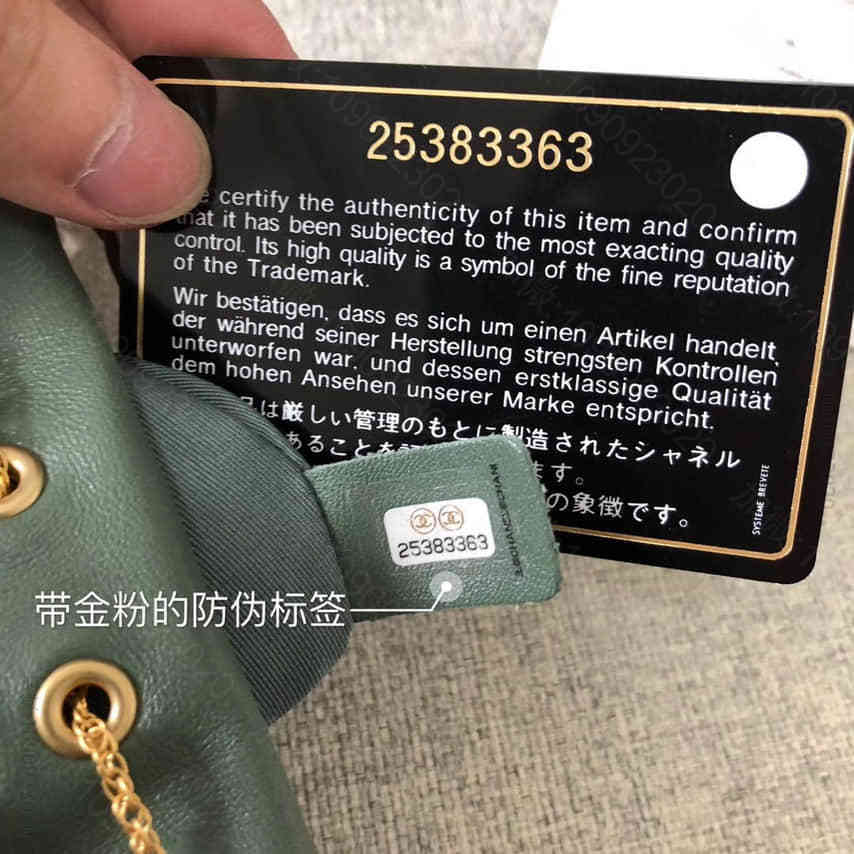 25383363
certify the authenticity of this item and confirm
that it has been subjected to the most exacting quality
control. Its high quality is a symbol of the fine reputation
of the Trademark.
Wir bestätigen, dass es sich um einen Artikel handelt,
der während seiner Herstellung strengsten Kontrollen
unterworfen war. und dessen erstklassige Qualität
dem hohen Ansehen unserer Marke entspricht.
品は厳しい管理のもとに製造されたシャネル
あることを
ます。
の象徴です。
SYSTEME BREVETE
25383363
带金粉的防伪标签